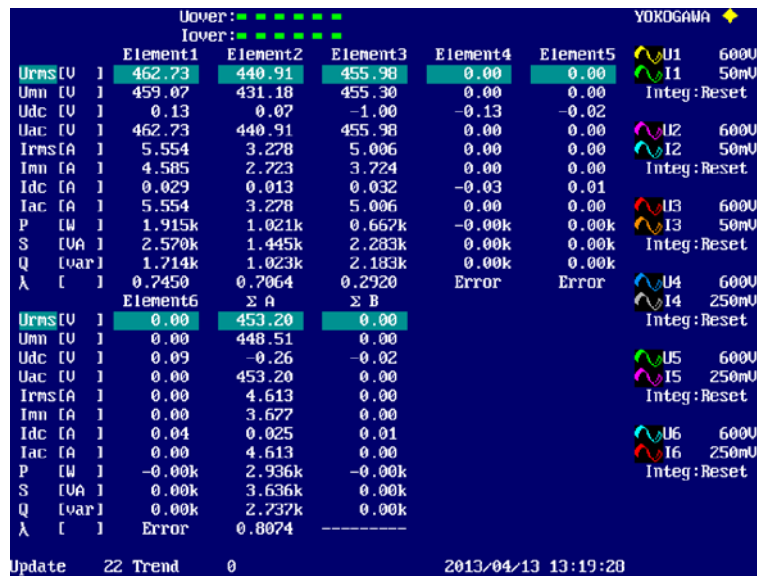 Uover:
YOKOGAWA
Iover:
Element1 Element2 Element3 Element4 Element5
U1 600V
Urms[V ] 462.73 440.91 455.98 0.00 0.00
I1 50mV
Umn [V ] 459.07 431.18 455.30 0.00 0.00
Integ:Reset
Udc [V ] 0.13 0.07 -1.00 -0.13 -0.02
Uac [V ] 462.73 440.91 455.98 0.00 0.00
U2 600V
Irms[A ] 5.554 3.278 5.006 0.00 0.00
I2 50mV
Imn [A ] 4.585 2.723 3.724 0.00 0.00
Integ:Reset
Idc [A ] 0.029 0.013 0.032 -0.03 0.01
Iac [A ] 5.554 3.278 5.006 0.00 0.00
U3 600V
P [W ] 1.915k 1.021k 0.667k -0.00k 0.00k
I3 50mV
S [VA ] 2.570k 1.445k 2.283k 0.00k 0.00k
Integ:Reset
Q [var] 1.714k 1.023k 2.183k 0.00k 0.00k
λ [ ] 0.7450 0.7064 0.2920 Error Error
U4 600V
Element6 Σ A Σ B
I4 250mV
Urms[V ] 0.00 453.20 0.00
Integ:Reset
Umn [V ] 0.00 448.51 0.00
Udc [V ] 0.09 -0.26 -0.02
U5 600V
Uac [V ] 0.00 453.20 0.00
I5 250mV
Irms[A ] 0.00 4.613 0.00
Integ:Reset
Imn [A ] 0.00 3.677 0.00
Idc [A ] 0.04 0.025 0.01
U6 600V
Iac [A ] 0.00 4.613 0.00
I6 250mV
P [W ] -0.00k 2.936k -0.00k
Integ:Reset
S [VA ] 0.00k 3.636k 0.00k
Q [var] 0.00k 2.737k 0.00k
λ [ ] Error 0.8074 ---------
Update 22 Trend 0 2013/04/13 13:19:28